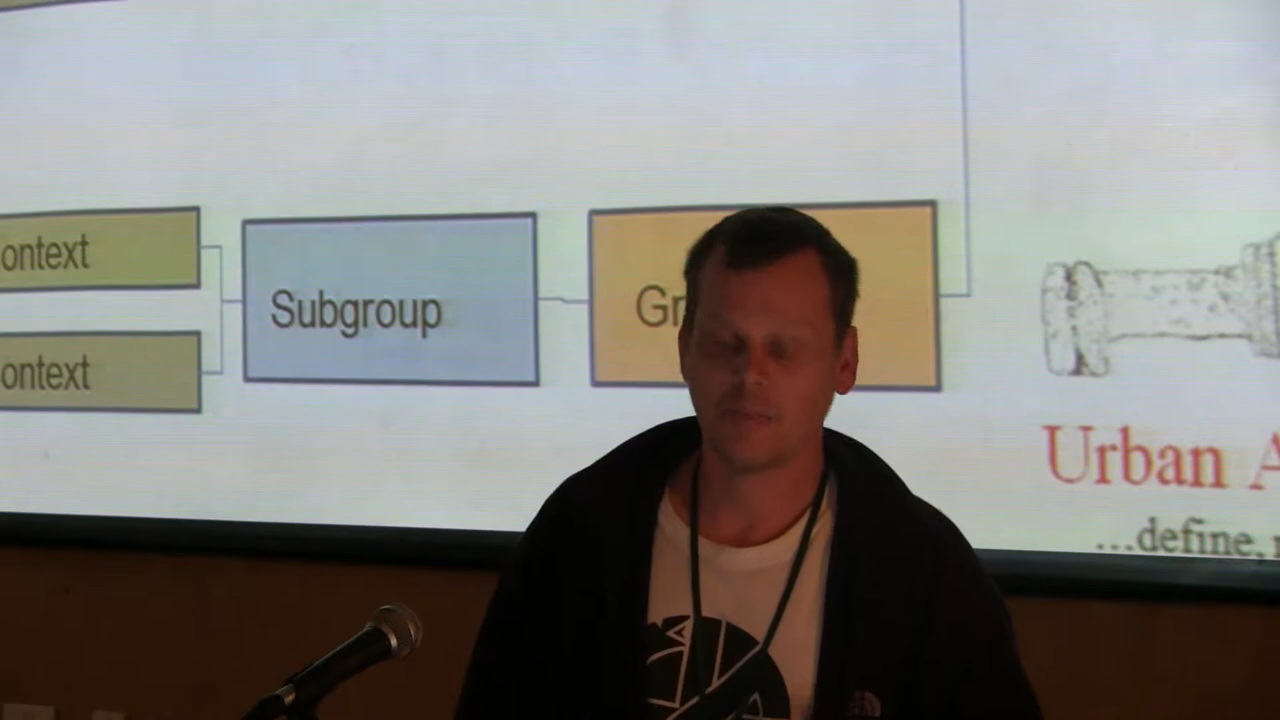 ontext
Subgroup
Gr
ontext
Urban A
...define,